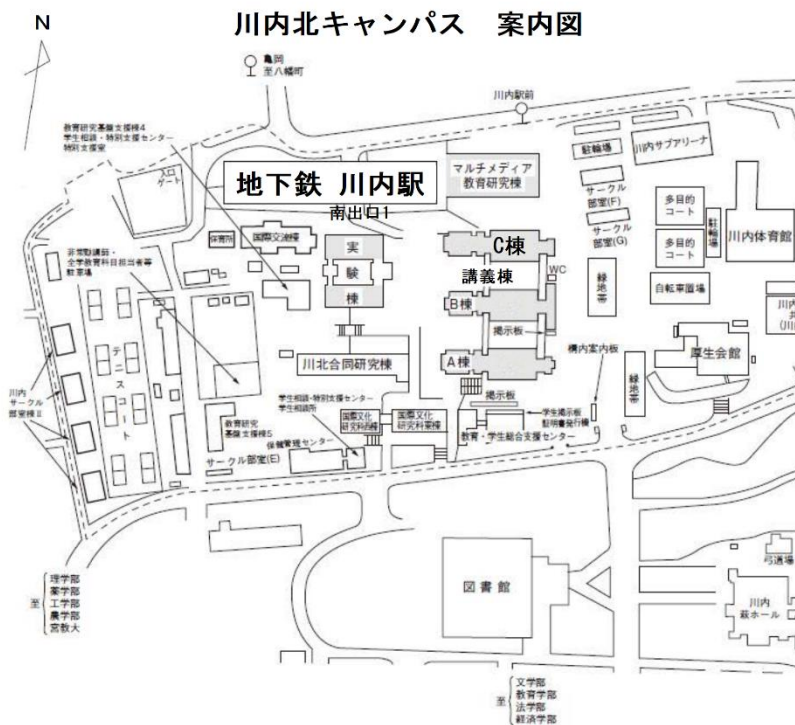 川内北キャンパス 案内図
N
亀岡
至八幡町
川内駅前
教育研究基盤支援棟4
学生相談・特別支援センター
特別支援室
入口
ゲート
地下鉄 川内駅
南出口1
マルチメディア
教育研究棟
駐輪場
川内サブアリーナ
サークル
部室(F)
サークル
部室(G)
多目的
コート
多目的
コート
駐輪場
川内体育館
非常勤講師・
全学教育科目担当者等
駐車場
保育所
国際交流棟
実
験
棟
C棟
講義棟
WC
B棟
掲示板
A棟
緑地帯
自転車置場
構内案内板
厚生会館
緑地帯
テニスコート
川北合同研究棟
掲示板
川内
サークル
部室棟Ⅱ
学生相談・特別支援センター
学生相談所
国際文化
研究科西棟
国際文化
研究科東棟
学生掲示板
証明書発行機
教育・学生総合支援センター
教育研究
基盤支援棟5
保健管理センター
サークル部室(E)
至
理学部
薬学部
工学部
農学部
宮教大
図書館
弓道場
川内
萩ホール
至
文学部
教育学部
法学部
経済学部